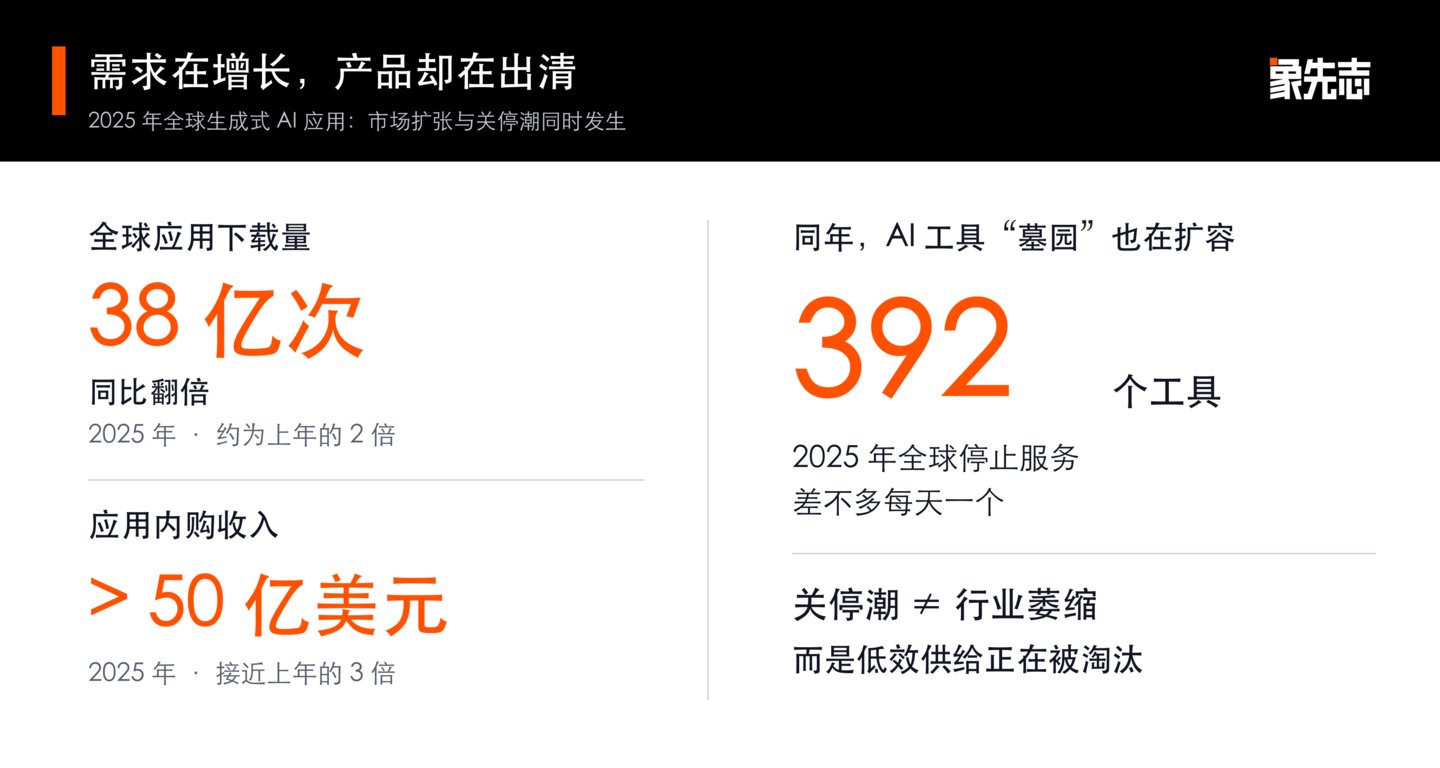 需求在增长，产品却在出清
2025 年全球生成式 AI 应用：市场扩张与关停潮同时发生
象先志
全球应用下载量
38 亿次
同比翻倍
2025 年 · 约为上年的 2 倍
应用内购收入
> 50 亿美元
2025 年 · 接近上年的 3 倍
同年，AI 工具“墓园”也在扩容
392 个工具
2025 年全球停止服务
差不多每天一个
关停潮 ≠ 行业萎缩
而是低效供给正在被淘汰